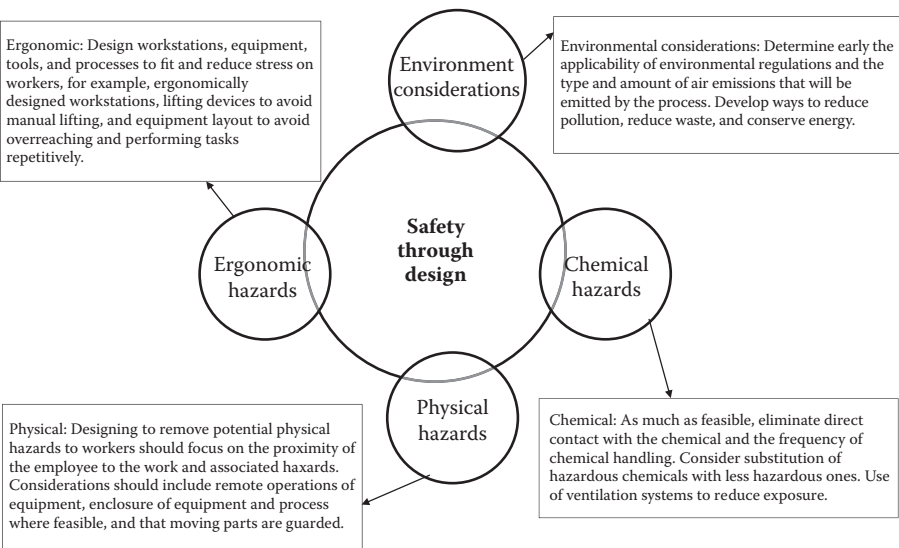 Ergonomic: Design workstations, equipment,
tools, and processes to fit and reduce stress on
workers, for example, ergonomically
designed workstations, lifting devices to avoid
manual lifting, and equipment layout to avoid
overreaching and performing tasks
repetitively.
Environment
considerations
Environmental considerations: Determine early the
applicability of environmental regulations and the
type and amount of air emissions that will be
emitted by the process. Develop ways to reduce
pollution, reduce waste, and conserve energy.
Safety
through
design
Ergonomic
hazards
Chemical
hazards
Physical
hazards
Physical: Designing to remove potential physical
hazards to workers should focus on the proximity of
the employee to the work and associated haxards.
Considerations should include remote operations of
equipment, enclosure of equipment and process
where feasible, and that moving parts are guarded.
Chemical: As much as feasible, eliminate direct
contact with the chemical and the frequency of
chemical handling. Consider substitution of
hazardous chemicals with less hazardous ones. Use
of ventilation systems to reduce exposure.